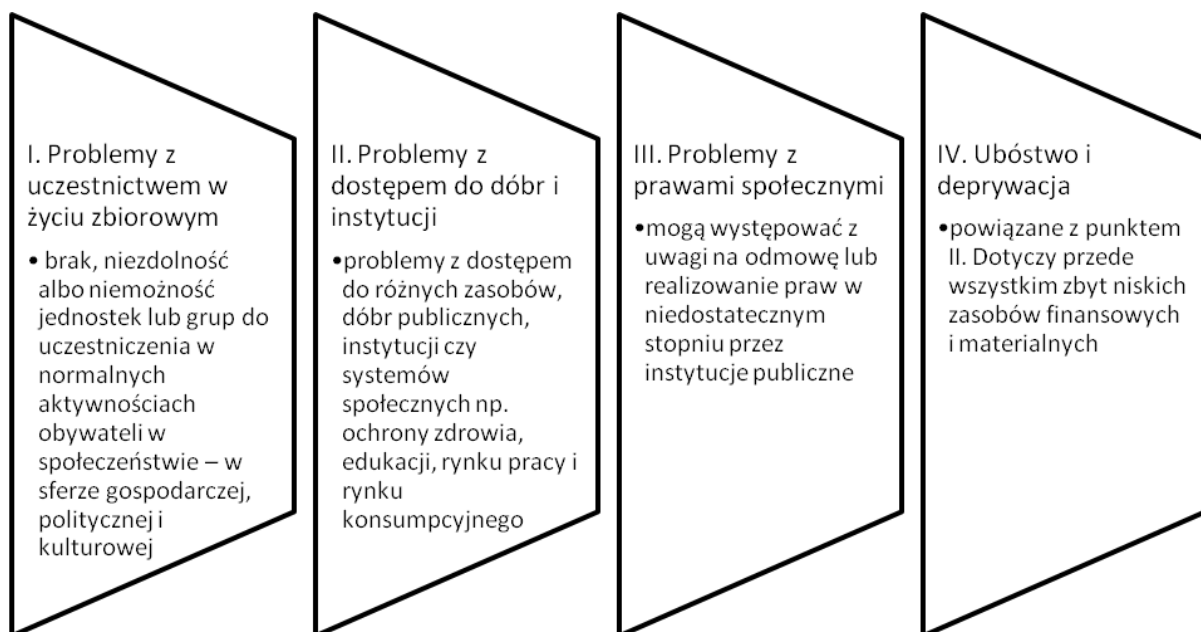 I. Problemy z
uczestnictwem w
życiu zbiorowym
• brak, niezdolność
albo niemożność
jednostek lub grup do
uczestniczenia w
normalnych
aktywnościach
obywateli w
społeczeństwie – w
sferze gospodarczej,
politycznej i
kulturowej
II. Problemy z
dostępem do dóbr i
instytucji
•problemy z dostępem
do różnych zasobów,
dóbr publicznych,
instytucji czy
systemów
społecznych np.
ochrony zdrowia,
edukacji, rynku pracy i
rynku
konsumpcyjnego
III. Problemy z
prawami społecznymi
•mogą występować z
uwagi na odmowę lub
realizowanie praw w
niedostatecznym
stopniu przez
instytucje publiczne
IV. Ubóstwo i
deprywacja
•powiązane z punktem
II. Dotyczy przede
wszystkim zbyt niskich
zasobów finansowych
i materialnych